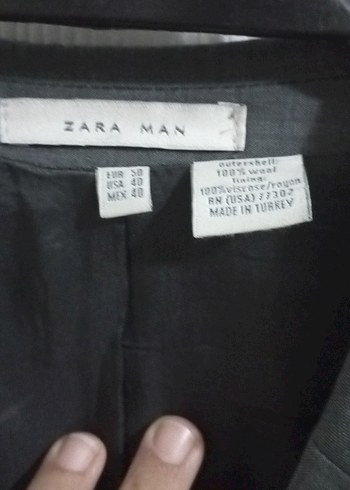 ZARA MAN
EUR 50
USA 40
MEX 40
outershell:
100% wool
lining:
100%viscose/rayon
RN (USA) 77302
MADE IN TURKEY